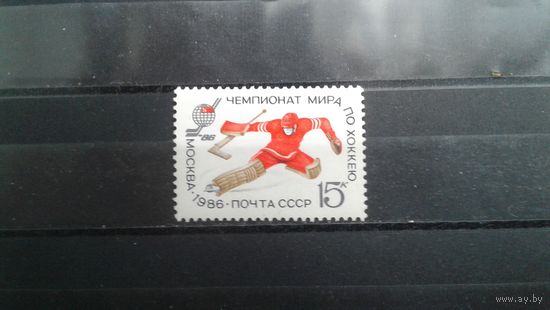 ЧЕМПИОНАТ МИРА ПО ХОККЕЮ
'86
МОСКВА·1986·ПОЧТА СССР
15К
www.ay.by